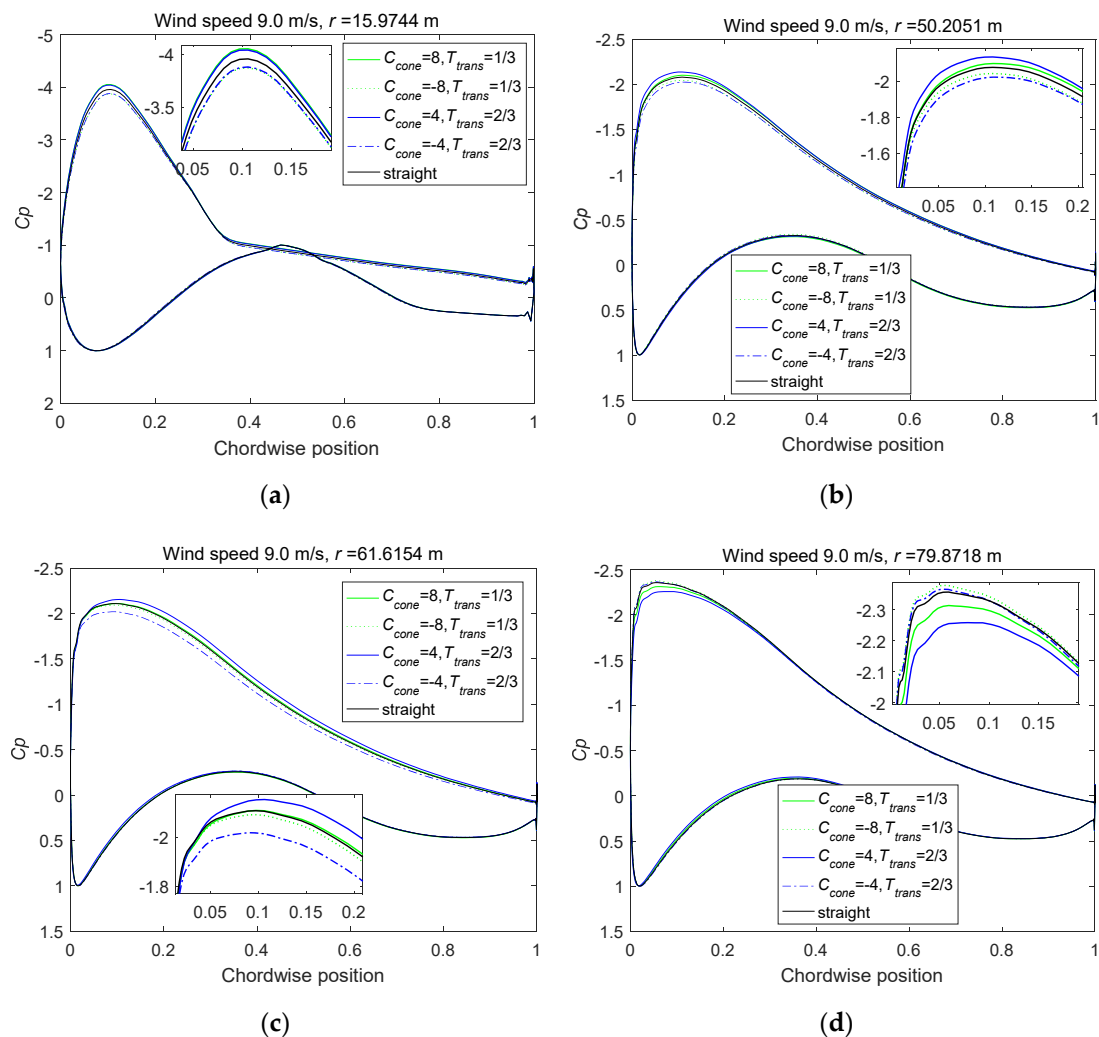 Wind speed 9.0 m/s, r =15.9744 m
-5
-4
-3
-2
-1
0
1
2
Cp
0
0.2
0.4
0.6
0.8
1
Chordwise position
-4
-3.5
0.05
0.1
0.15
C_cone=8,T_trans=1/3
C_cone=-8,T_trans=1/3
C_cone=4,T_trans=2/3
C_cone=-4,T_trans=2/3
straight
(a)
Wind speed 9.0 m/s, r =50.2051 m
-2.5
-2
-1.5
-1
-0.5
0
0.5
1
1.5
Cp
0
0.2
0.4
0.6
0.8
1
Chordwise position
-2
-1.8
-1.6
0.05
0.1
0.15
0.2
C_cone=8,T_trans=1/3
C_cone=-8,T_trans=1/3
C_cone=4,T_trans=2/3
C_cone=-4,T_trans=2/3
straight
(b)
Wind speed 9.0 m/s, r =61.6154 m
-2.5
-2
-1.5
-1
-0.5
0
0.5
1
1.5
Cp
0
0.2
0.4
0.6
0.8
1
Chordwise position
C_cone=8,T_trans=1/3
C_cone=-8,T_trans=1/3
C_cone=4,T_trans=2/3
C_cone=-4,T_trans=2/3
straight
-2
-1.8
0.05
0.1
0.15
0.2
(c)
Wind speed 9.0 m/s, r =79.8718 m
-2.5
-2
-1.5
-1
-0.5
0
0.5
1
1.5
Cp
0
0.2
0.4
0.6
0.8
1
Chordwise position
-2.3
-2.2
-2.1
-2
0.05
0.1
0.15
C_cone=8,T_trans=1/3
C_cone=-8,T_trans=1/3
C_cone=4,T_trans=2/3
C_cone=-4,T_trans=2/3
straight
(d)